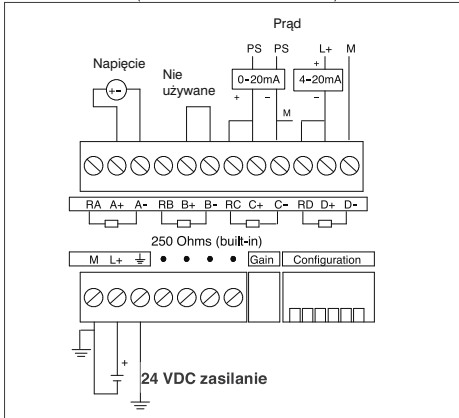 Prąd
PS PS L+ M
Napięcie
Nie
używane
0-20mA
4-20mA
+
+ -
+ -
-
M
RA A+ A- RB B+ B- RC C+ C- RD D+ D-
250 Ohms (built-in)
M L+ Gain Configuration
+
24 VDC zasilanie